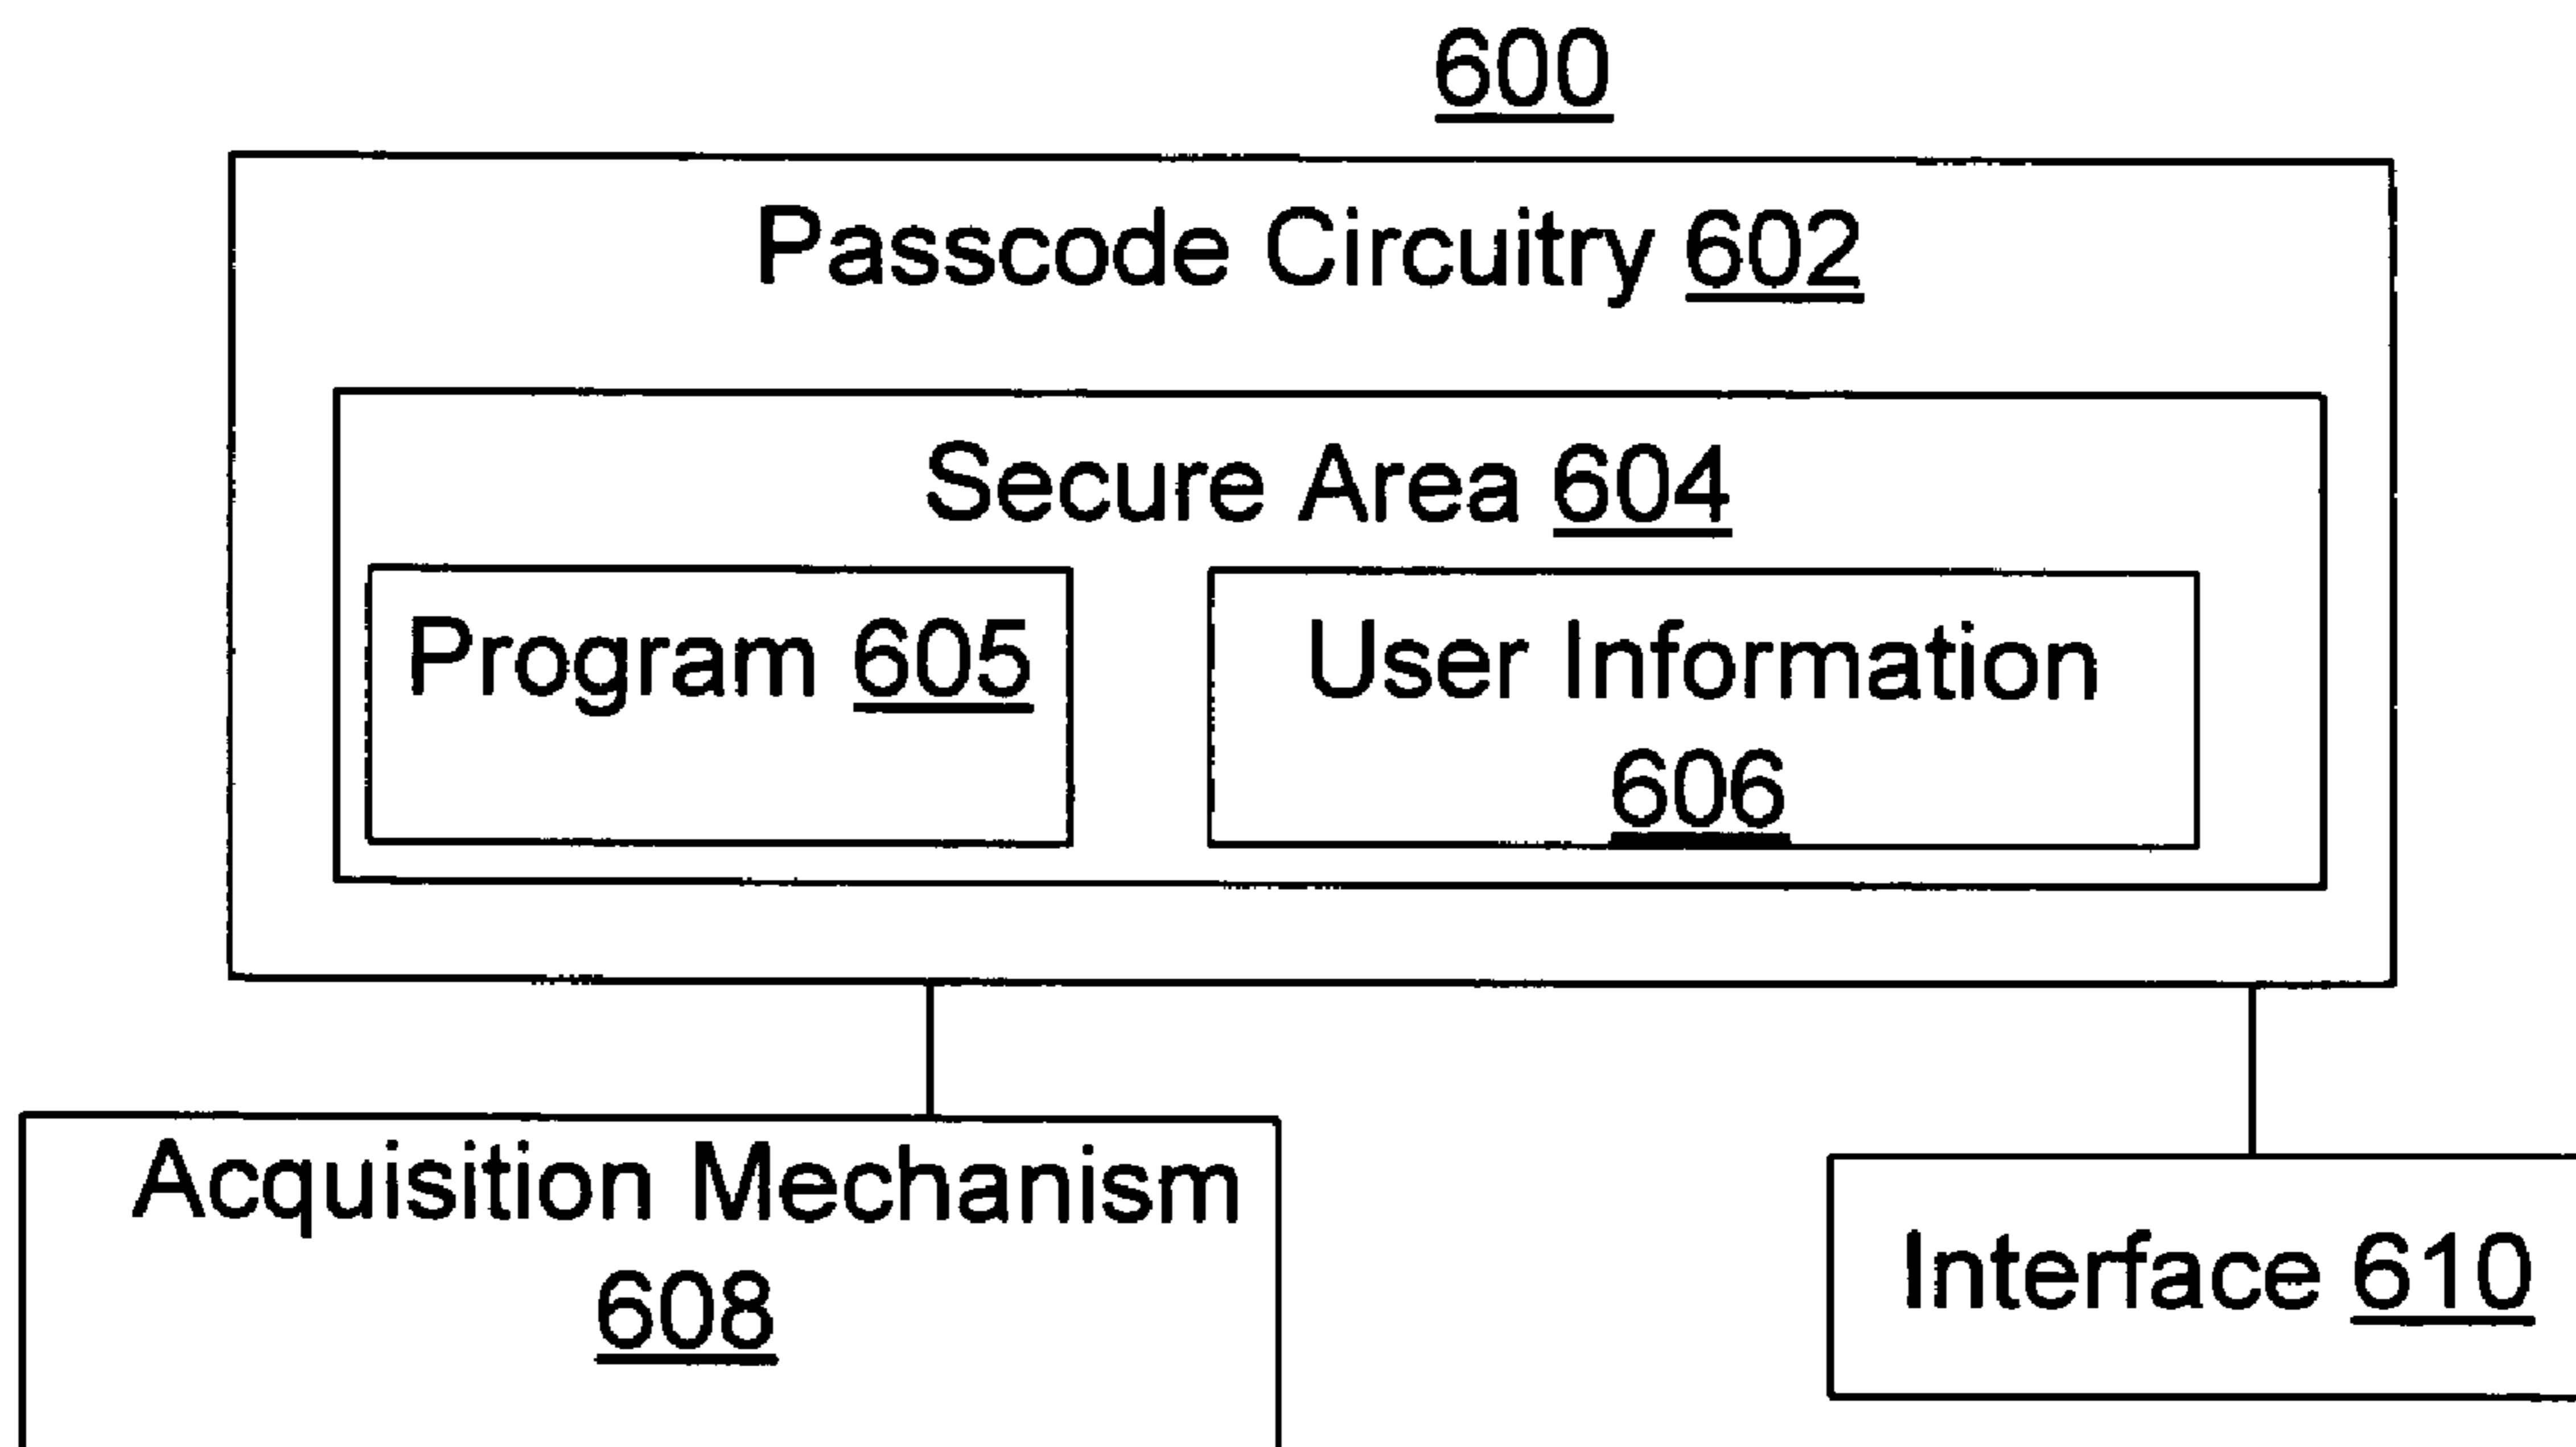 600
Passcode Circuitry 602
Secure Area 604
Program 605
User Information
606
Acquisition Mechanism
608
Interface 610